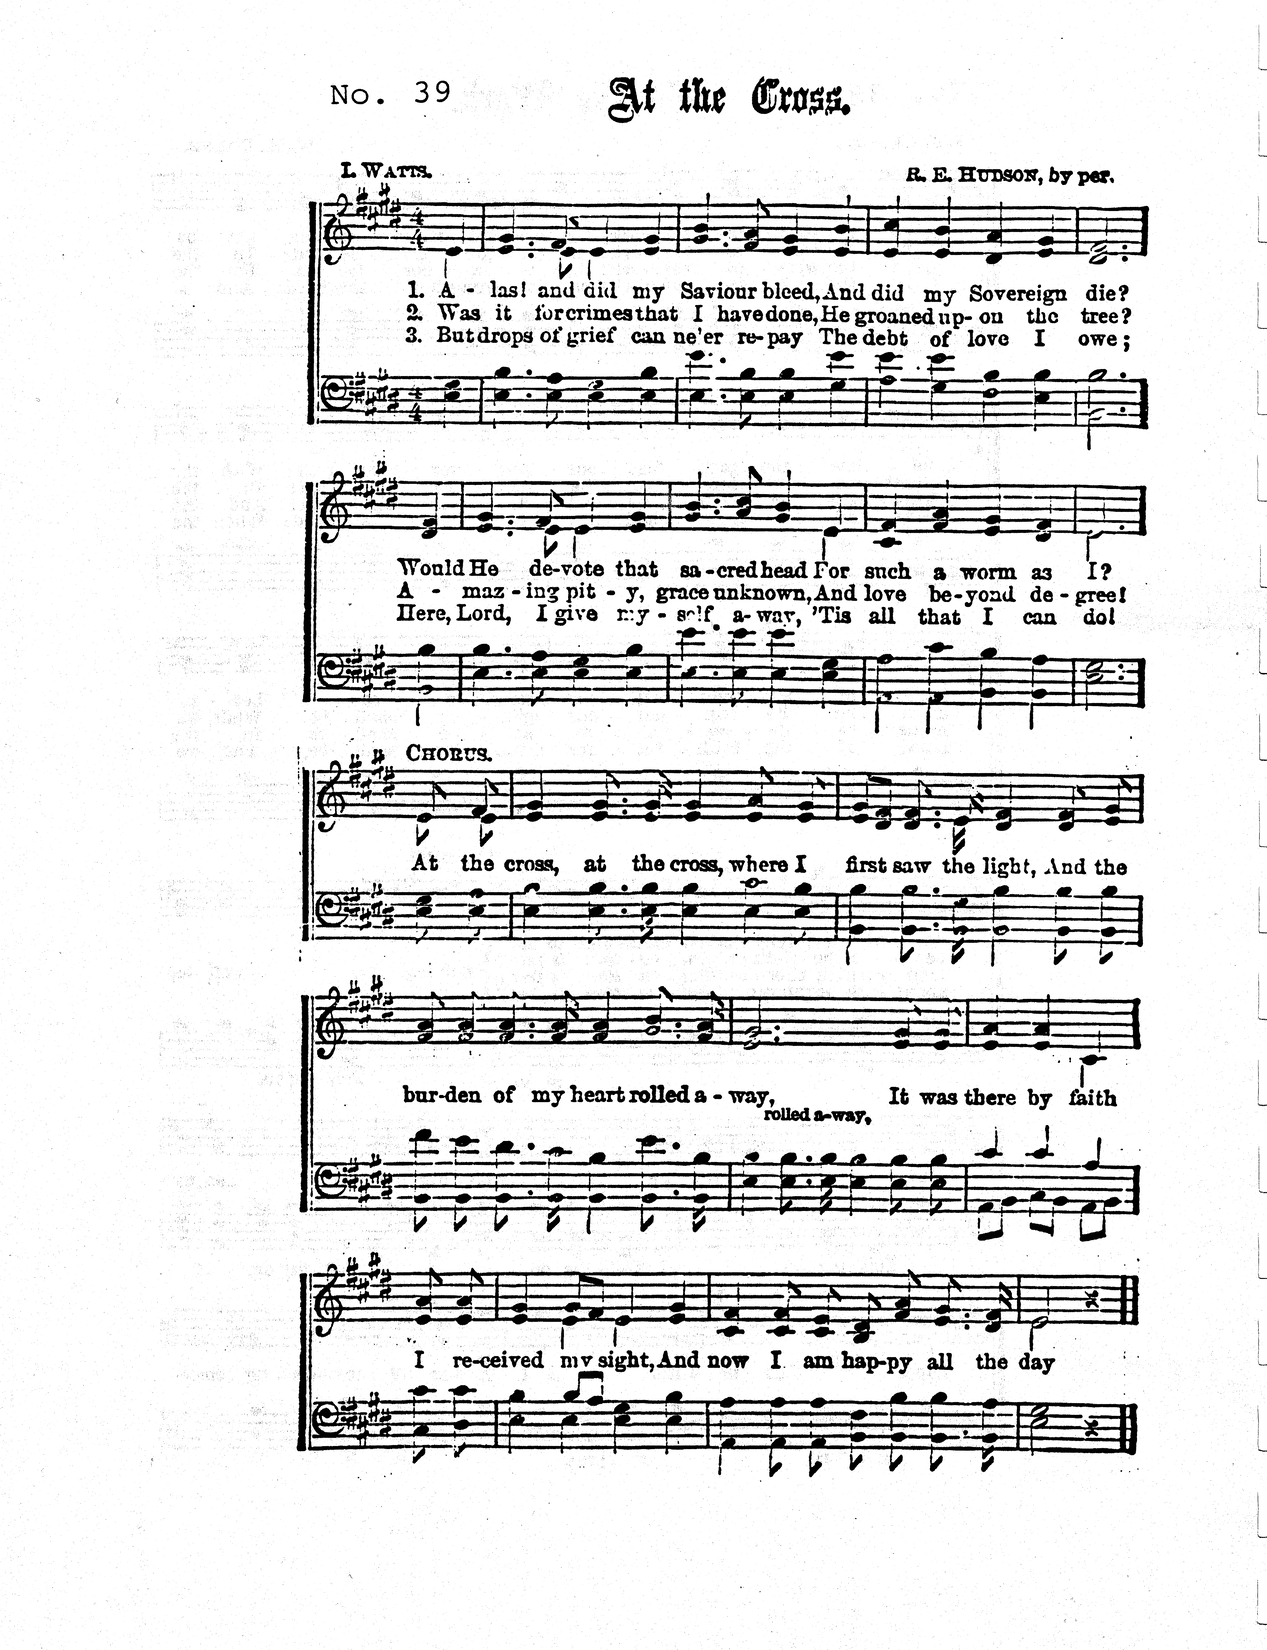 No. 39 At the Cross.
I. WATTS. R. E. HUDSON, by per.
1. A - las! and did my Saviour bleed, And did my Sovereign die?
2. Was it for crimes that I have done, He groaned up- on the tree?
3. But drops of grief can ne'er re-pay The debt of love I owe;
Would He de-vote that sa-cred head For such a worm as I?
A - maz - ing pit - y, grace unknown, And love be-yond de - gree!
Here, Lord, I give my - self a- way, 'Tis all that I can do!
CHORUS.
At the cross, at the cross, where I first saw the light, And the
bur-den of my heart rolled a - way, It was there by faith
rolled a-way,
I re-ceived my sight, And now I am hap-py all the day